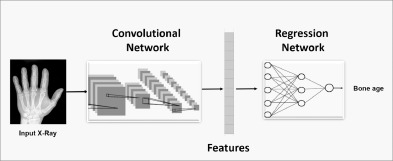 Convolutional
Network
Regression
Network
Bone age
Input X-Ray
Features